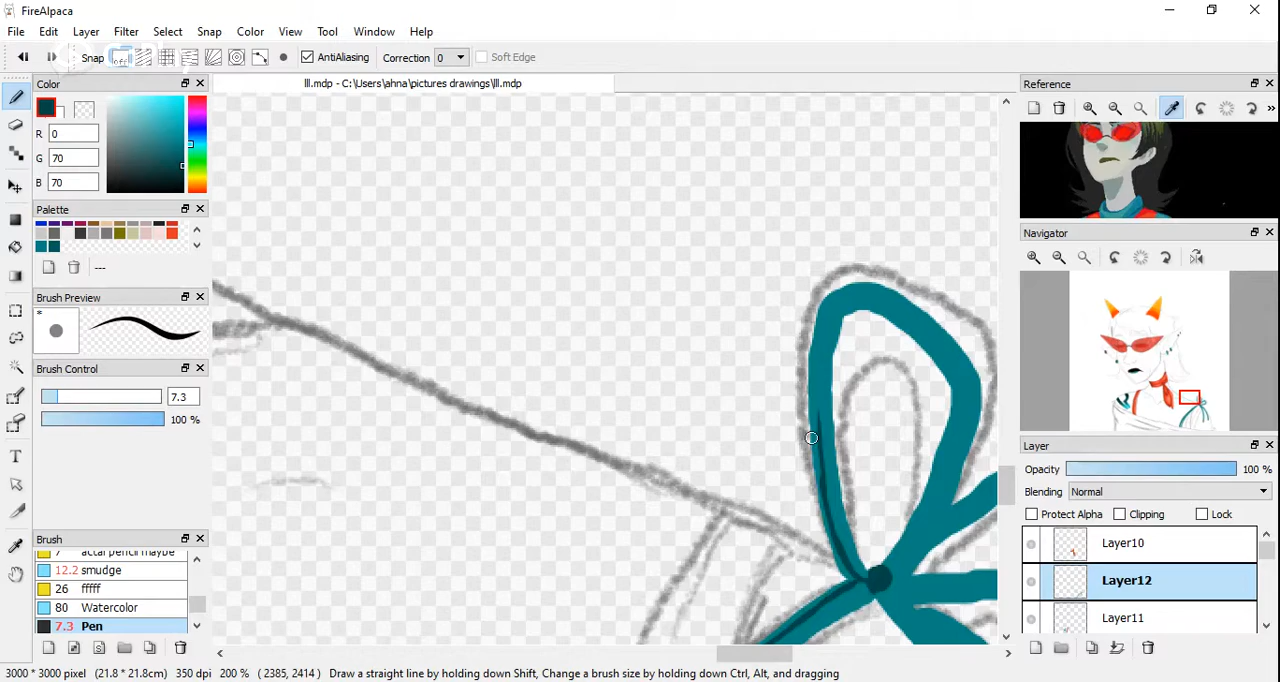 FireAlpaca
File Edit Layer Filter Select Snap Color View Tools Window Help
Snap off AntiAliasing Correction 0 Soft Edge
lll.mdp - C:\Users\ahna\pictures drawings\lll.mdp
Color
R 0
G 70
B 70
Palette
---
Brush Preview
*
Brush Control
7.3
100 %
Brush
7 accal pencil maybe
12.2 smudge
26 fffff
80 Watercolor
7.3 Pen
Reference
Navigator
Layer
Opacity 100 %
Blending Normal
Protect Alpha Clipping Lock
Layer10
Layer12
Layer11
3000 * 3000 pixel (21.8 * 21.8cm) 350 dpi 200 % ( 2385, 2414 ) Draw a straight line by holding down Shift, Change a brush size by holding down Ctrl, Alt, and dragging